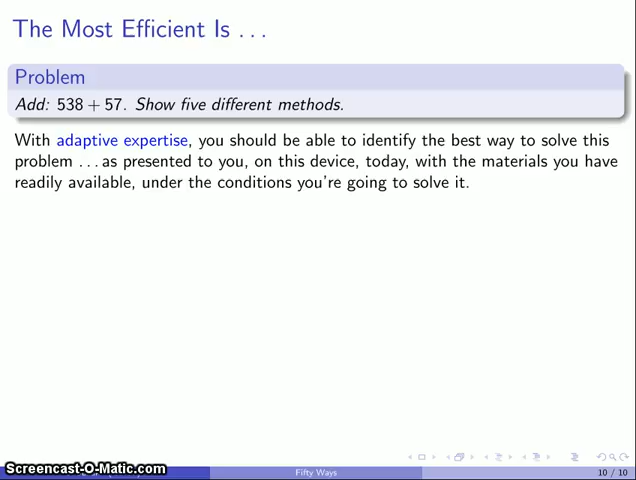 The Most Efficient Is . . .
Problem
Add: 538 + 57. Show five different methods.
With adaptive expertise, you should be able to identify the best way to solve this
problem . . . as presented to you, on this device, today, with the materials you have
readily available, under the conditions you're going to solve it.
Screencast-O-Matic.com
Fifty Ways
10 / 10